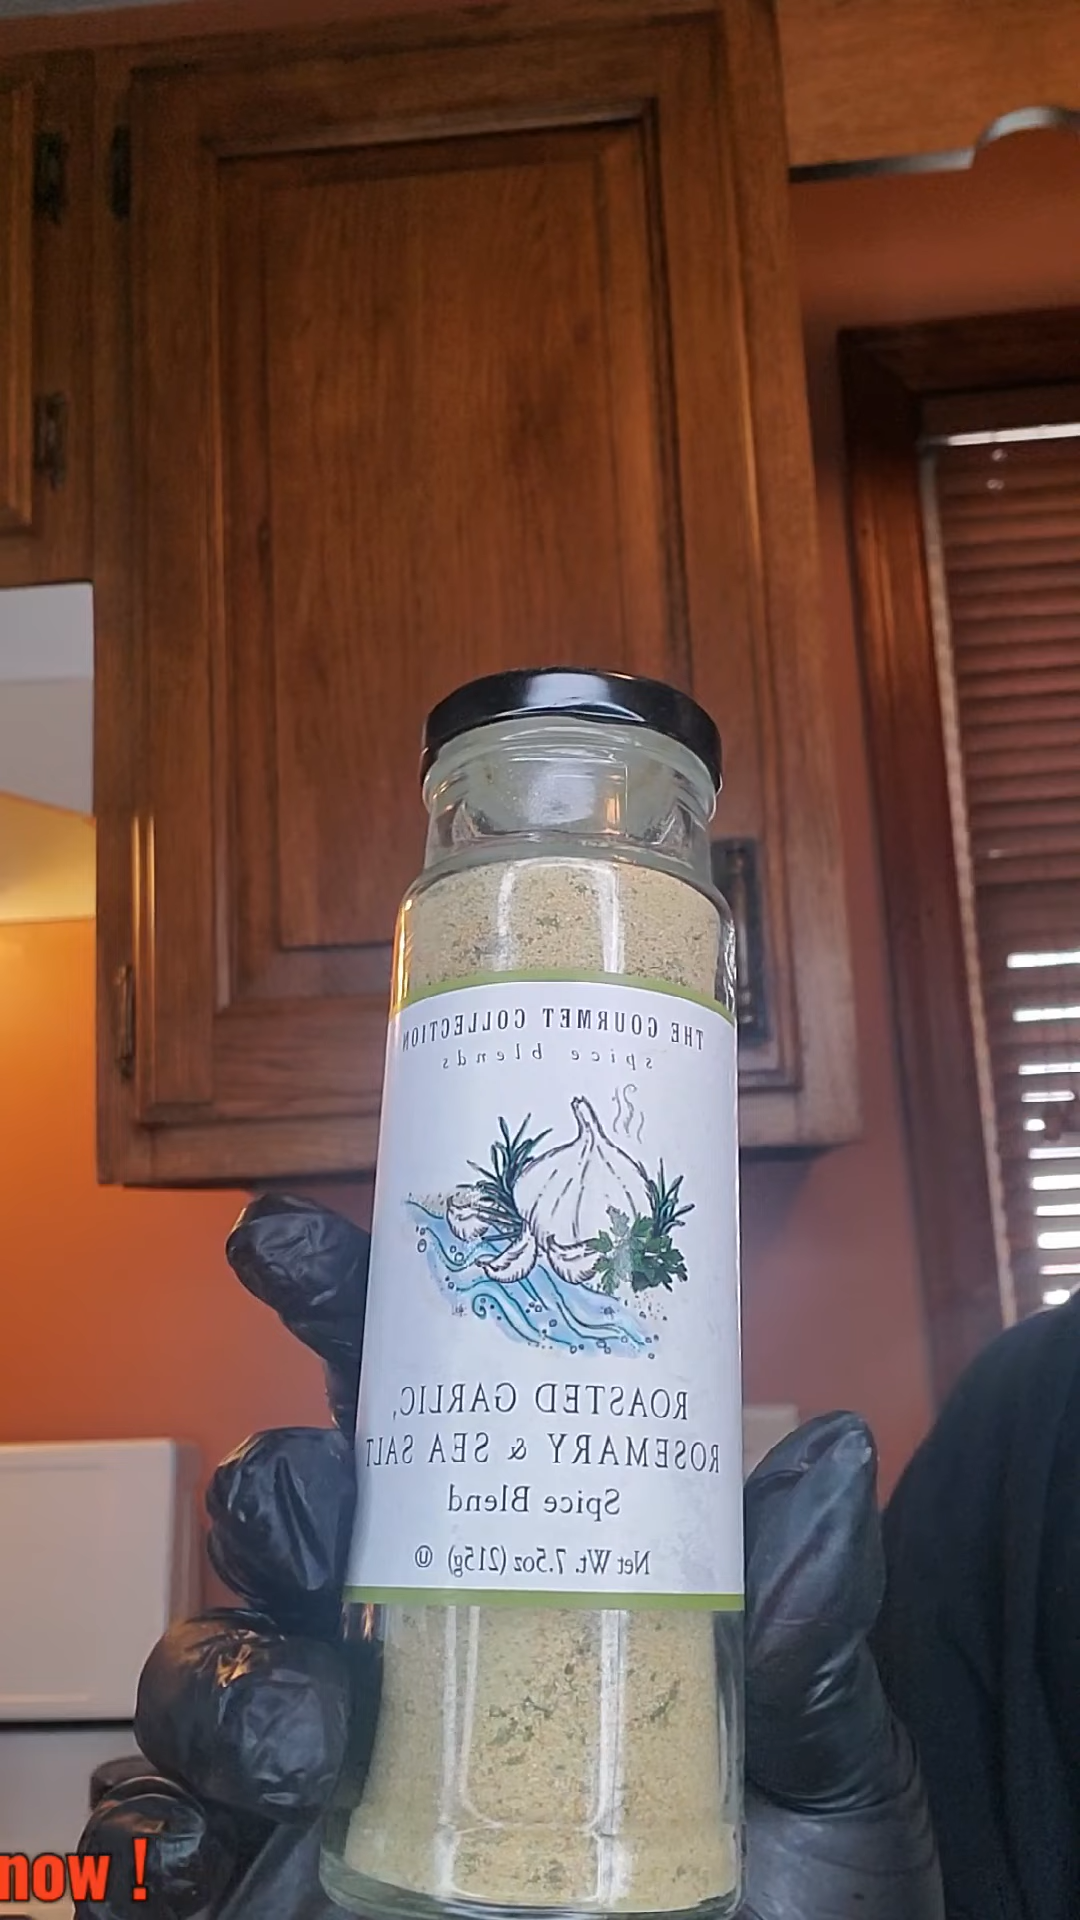 THE GOURMET COLLECTION
spice blends
ROASTED GARLIC,
ROSEMARY & SEA SALT
Spice Blend
Net Wt. 7.5oz (215g) U
now !